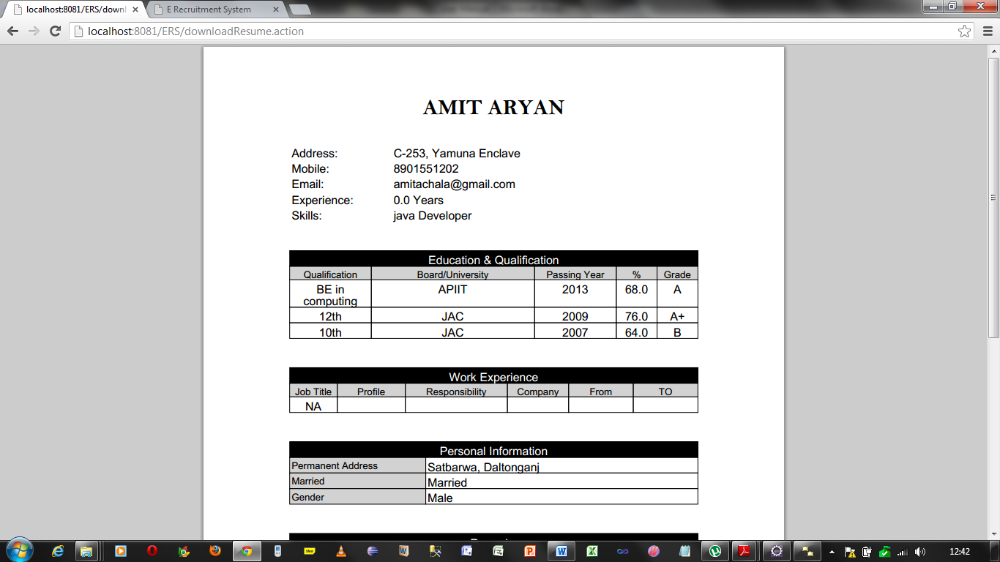 localhost:8081/ERS/downl
E Recruitment System
localhost:8081/ERS/downloadResume.action
AMIT ARYAN
Address: C-253, Yamuna Enclave
Mobile: 8901551202
Email: amitachala@gmail.com
Experience: 0.0 Years
Skills: java Developer
Education & Qualification
Qualification Board/University Passing Year % Grade
BE in computing APIIT 2013 68.0 A
12th JAC 2009 76.0 A+
10th JAC 2007 64.0 B
Work Experience
Job Title Profile Responsibility Company From TO
NA
Personal Information
Permanent Address Satbarwa, Daltonganj
Married Married
Gender Male
12:42